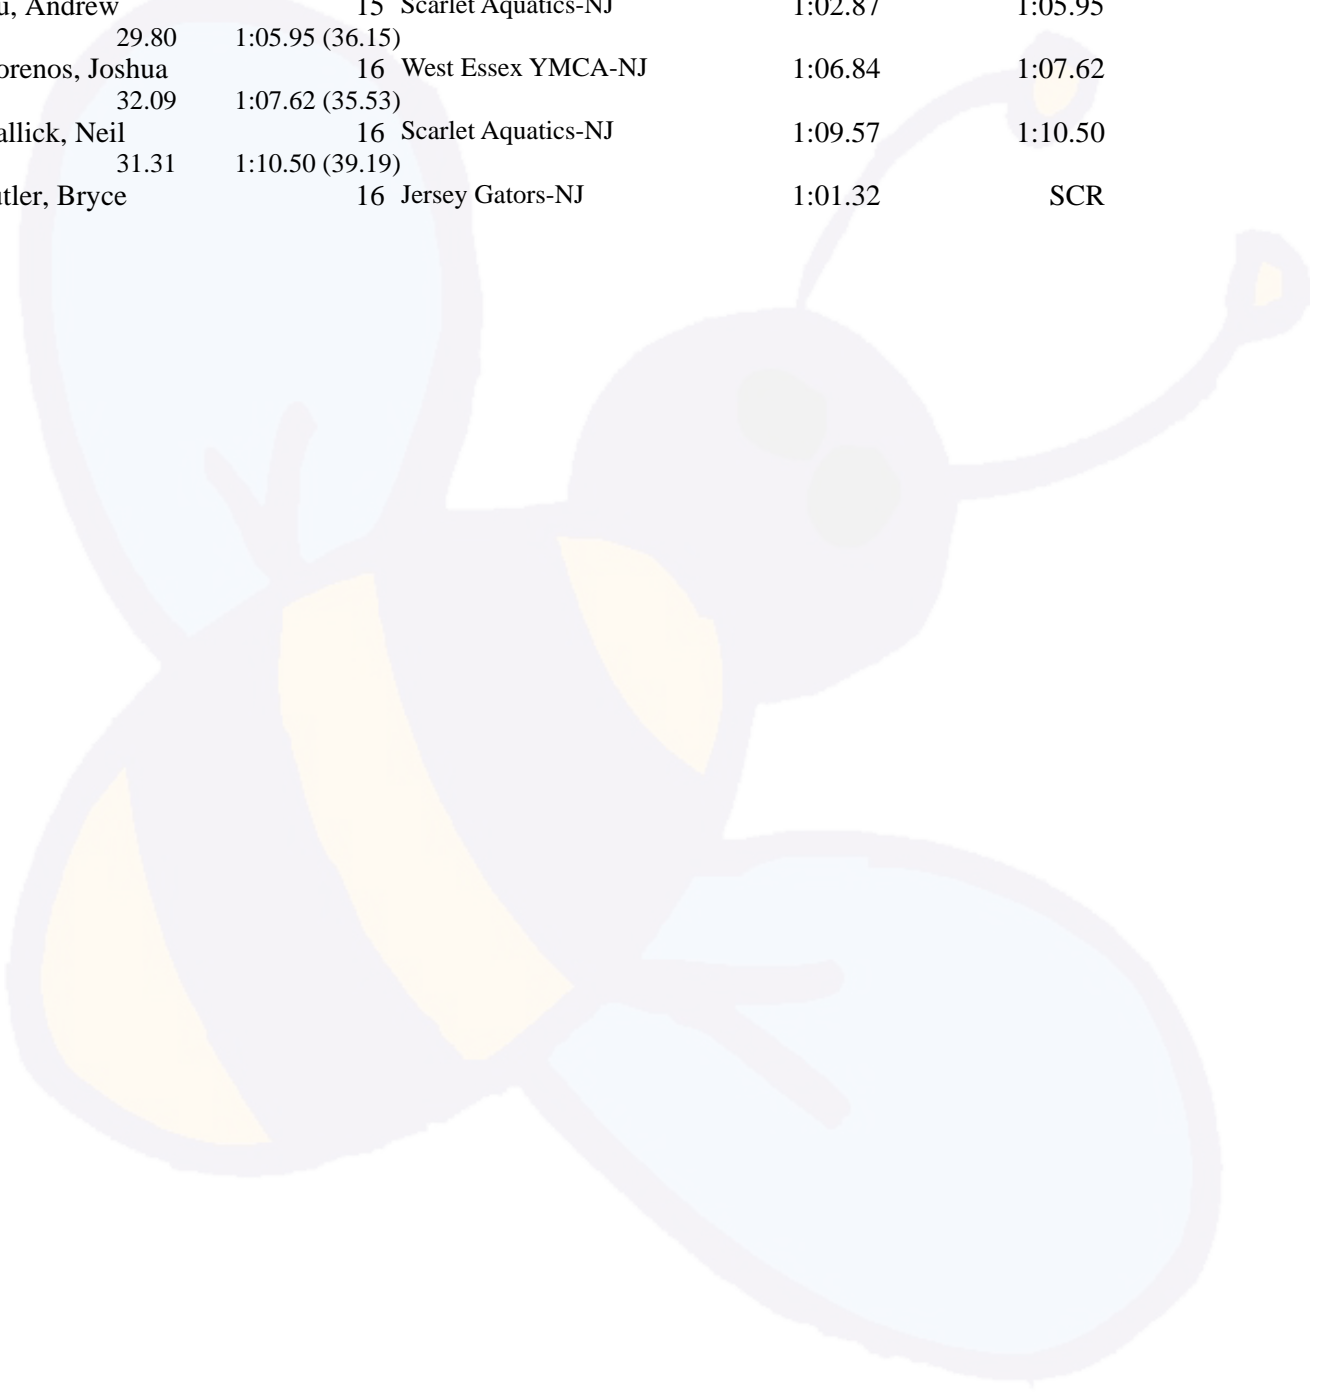 u, Andrew 15 Scarlet Aquatics-NJ 1:02.87 1:05.95
29.80 1:05.95 (36.15)
orenos, Joshua 16 West Essex YMCA-NJ 1:06.84 1:07.62
32.09 1:07.62 (35.53)
allick, Neil 16 Scarlet Aquatics-NJ 1:09.57 1:10.50
31.31 1:10.50 (39.19)
utler, Bryce 16 Jersey Gators-NJ 1:01.32 SCR